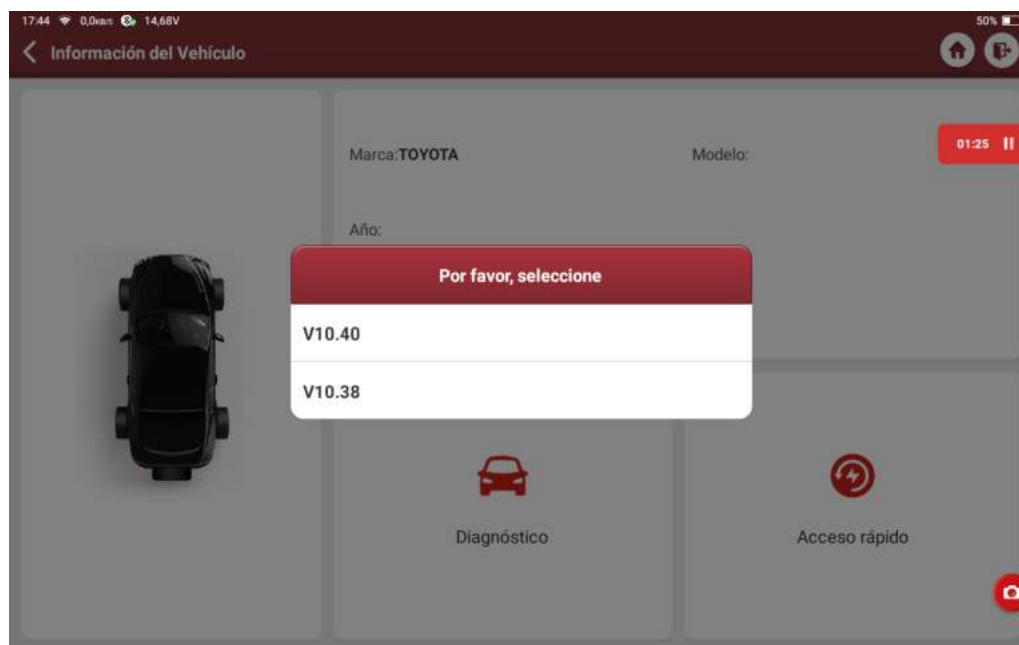 17:44 0,0KB/S 14,68V 50%
Información del Vehículo
Marca:TOYOTA Modelo:
01:25
Año:
Por favor, seleccione
V10.40
V10.38
Diagnóstico Acceso rápido